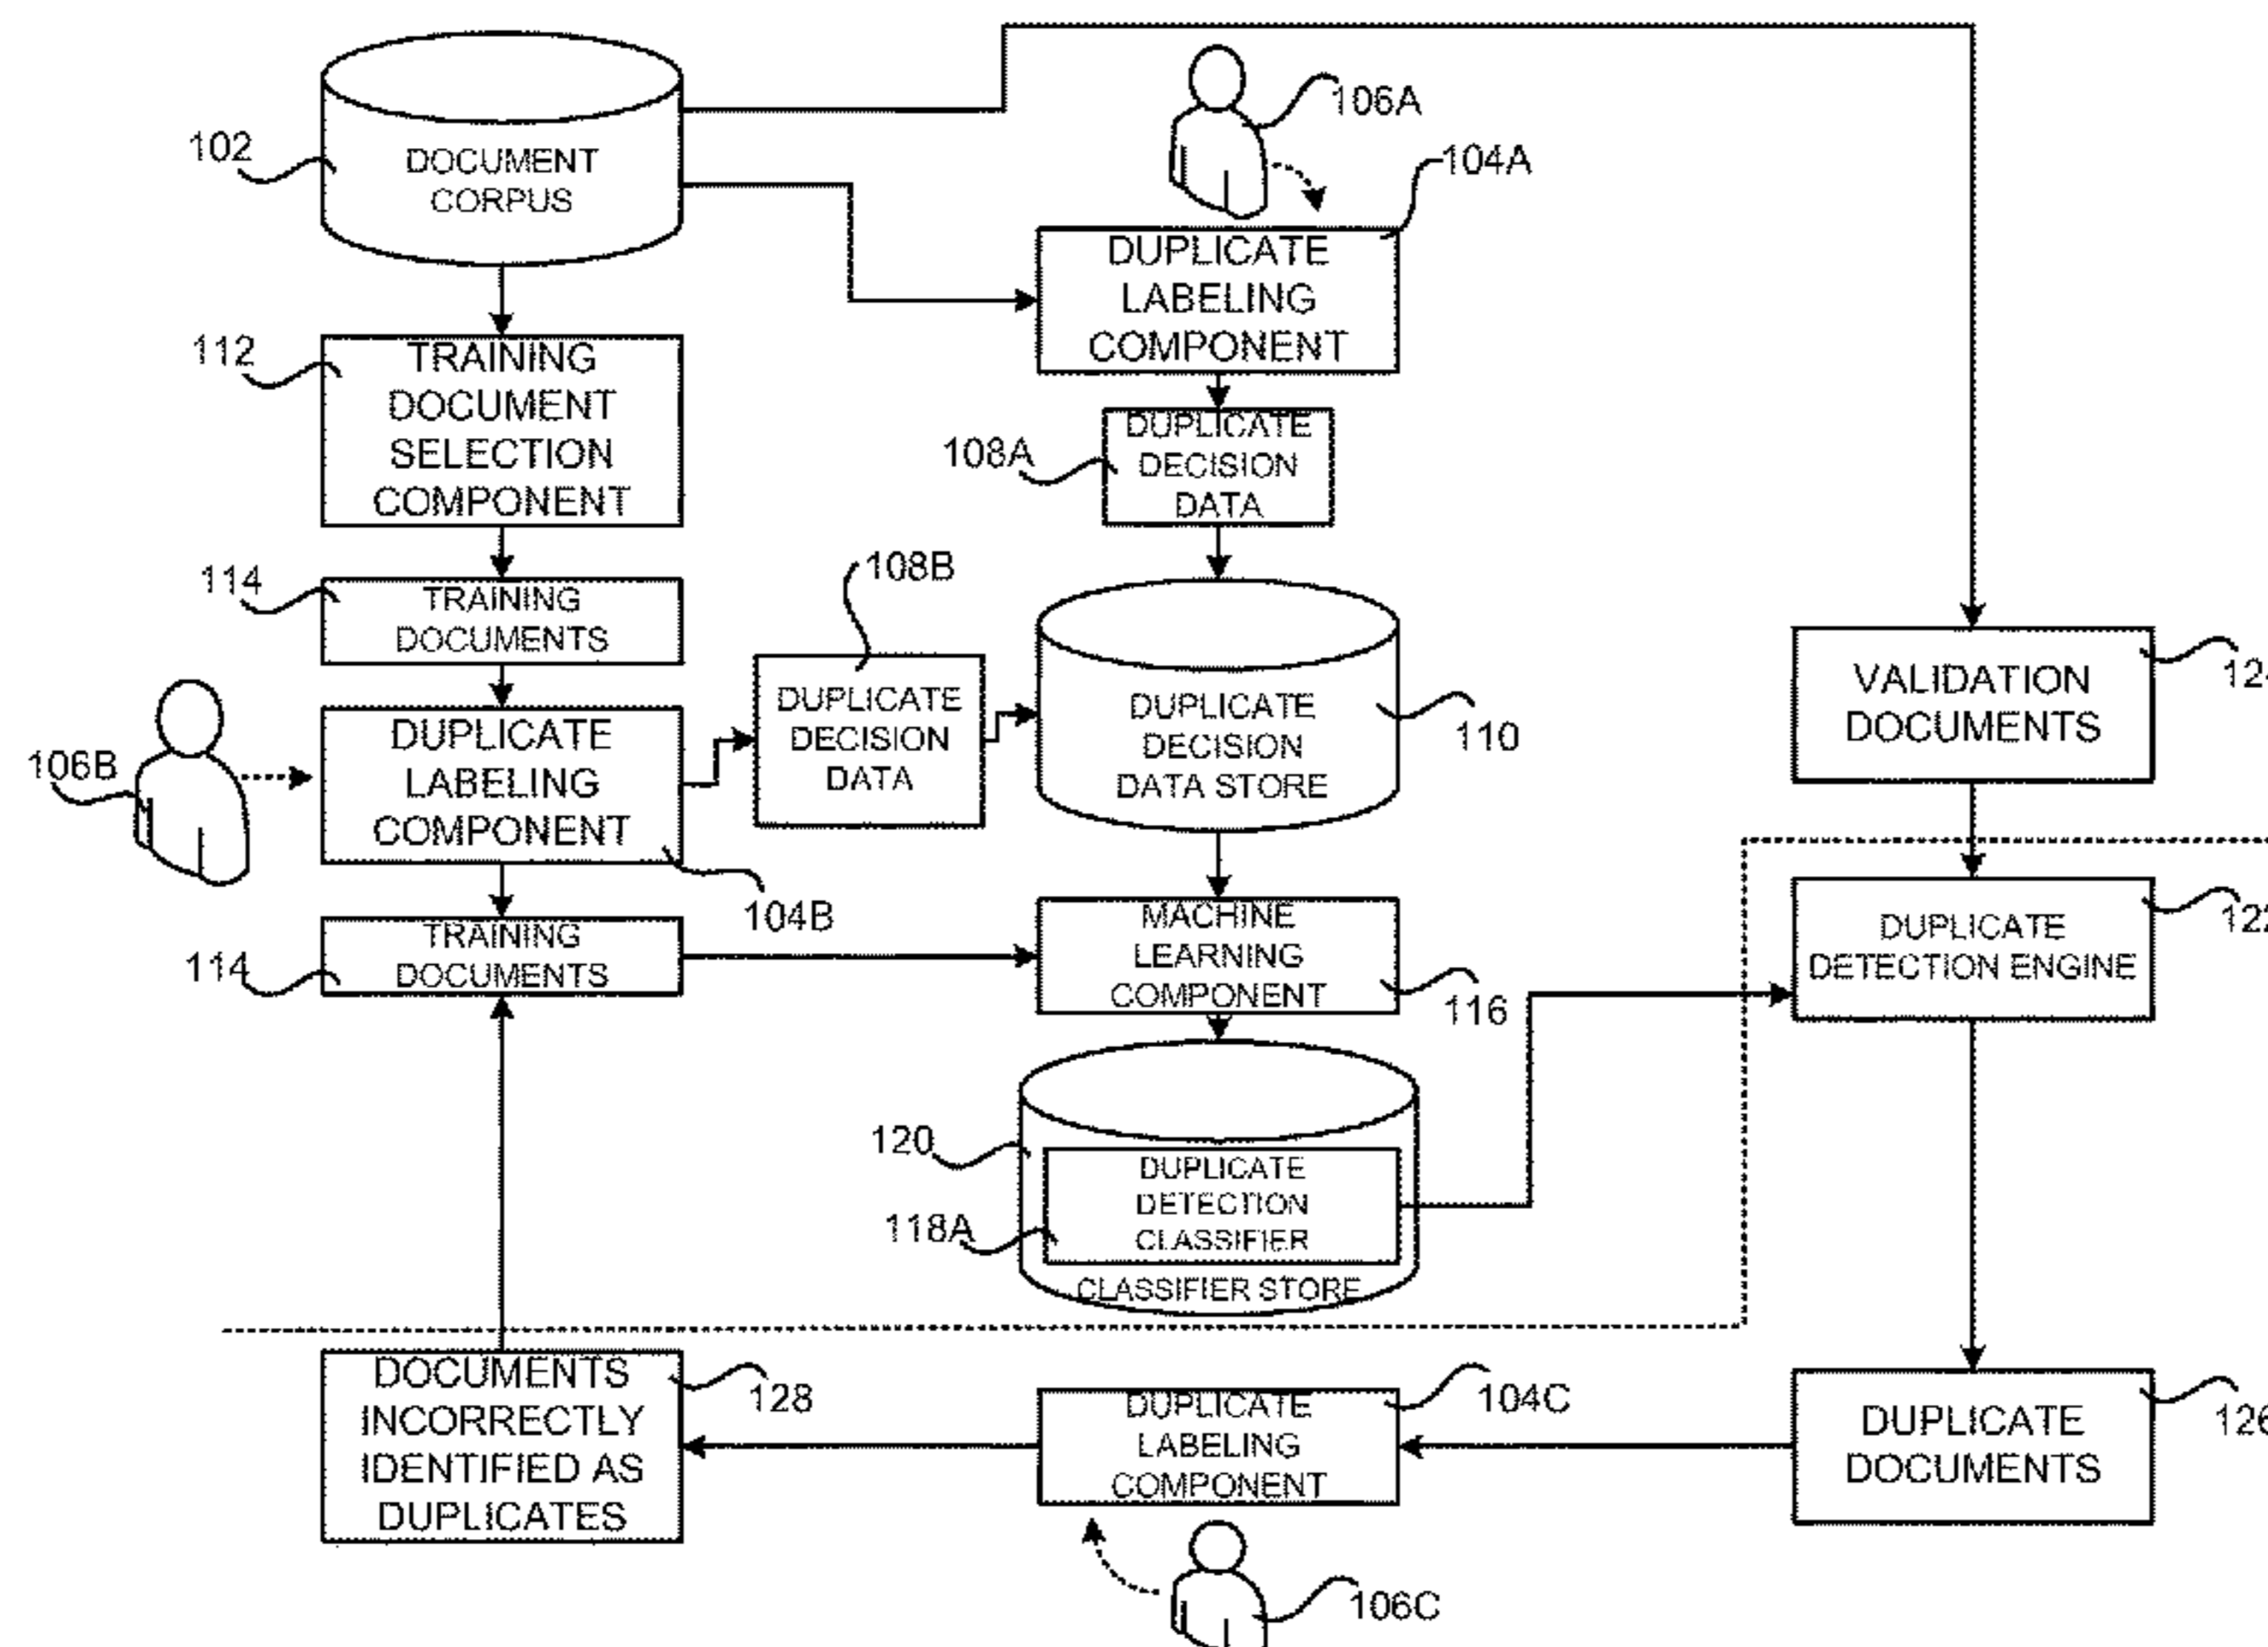 102
DOCUMENT
CORPUS
106A
104A
DUPLICATE
LABELING
COMPONENT
112
TRAINING
DOCUMENT
SELECTION
COMPONENT
108A
DUPLICATE
DECISION
DATA
114
TRAINING
DOCUMENTS
108B
DUPLICATE
DECISION
DATA
DUPLICATE
DECISION
DATA STORE
110
VALIDATION
DOCUMENTS
106B
DUPLICATE
LABELING
COMPONENT
104B
114
TRAINING
DOCUMENTS
MACHINE
LEARNING
COMPONENT
116
DUPLICATE
DETECTION ENGINE
120
DUPLICATE
DETECTION
CLASSIFIER
118A
CLASSIFIER STORE
DOCUMENTS
INCORRECTLY
IDENTIFIED AS
DUPLICATES
128
DUPLICATE
LABELING
COMPONENT
104C
DUPLICATE
DOCUMENTS
106C